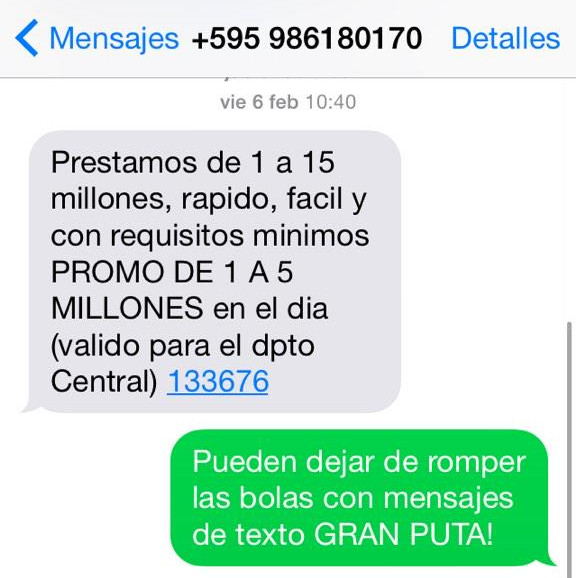 Mensajes +595 986180170 Detalles
vie 6 feb 10:40
Prestamos de 1 a 15
millones, rapido, facil y
con requisitos minimos
PROMO DE 1 A 5
MILLONES en el dia
(valido para el dpto
Central) 133676
Pueden dejar de romper
las bolas con mensajes
de texto GRAN PUTA!